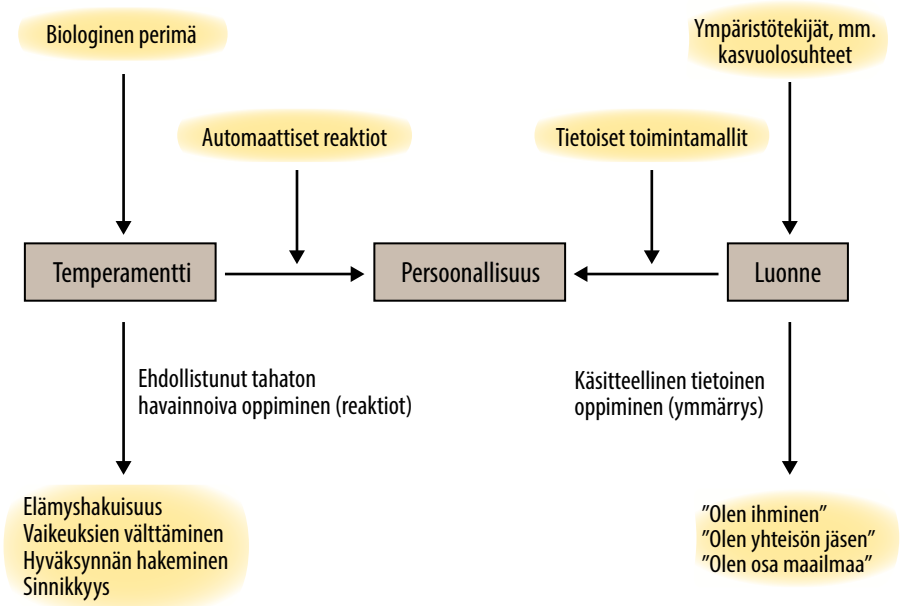 Biologinen perimä
Ympäristötekijät, mm.
kasvuolosuhteet
Automaattiset reaktiot
Tietoiset toimintamallit
Temperamentti
Persoonallisuus
Luonne
Ehdollistunut tahaton
havainnoiva oppiminen (reaktiot)
Käsitteellinen tietoinen
oppiminen (ymmärrys)
Elämyshakuisuus
Vaikeuksien välttäminen
Hyväksynnän hakeminen
Sinnikkyys
”Olen ihminen”
”Olen yhteisön jäsen”
”Olen osa maailmaa”